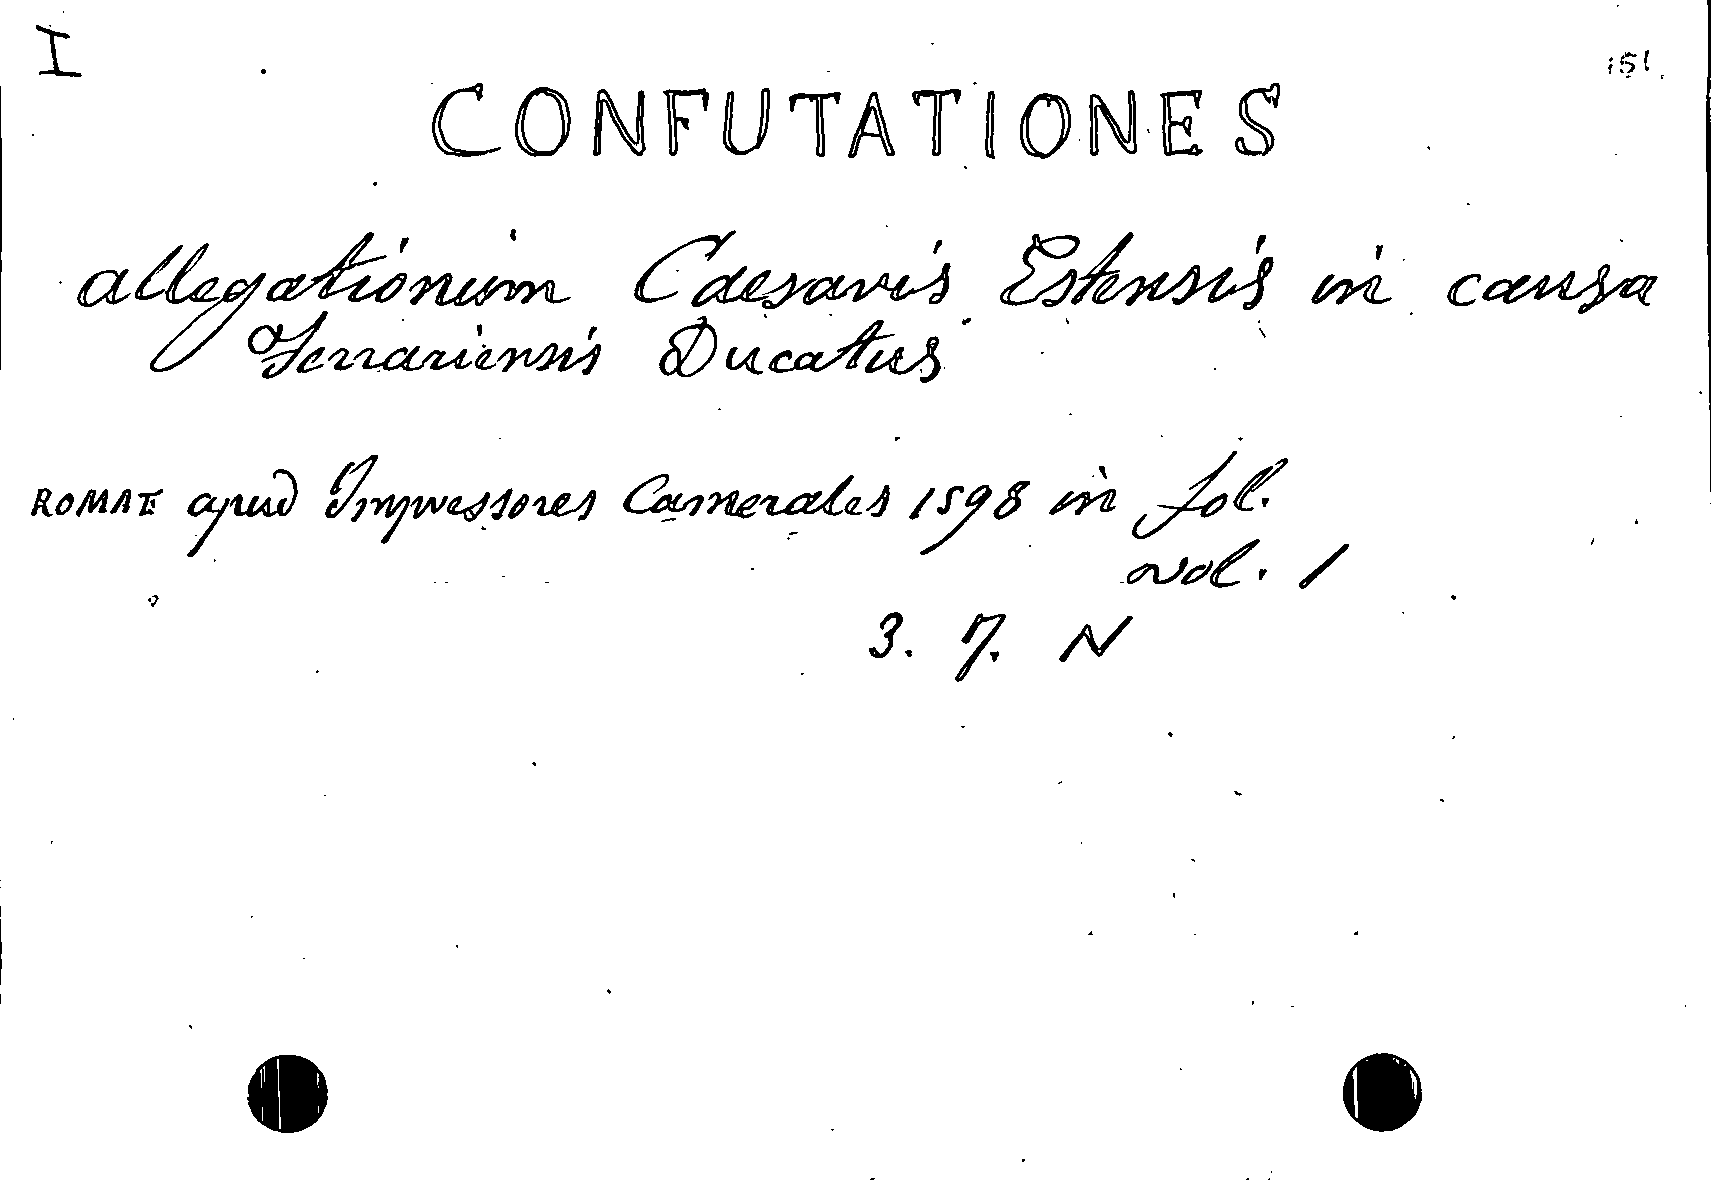 I
151.
CONFUTATIONES
allegationum Caesaris Estensis in causa
Ferrariensis Ducatus
ROMAE apud Impressores Camerales 1598 in fol.
vol. 1
3. 7. N